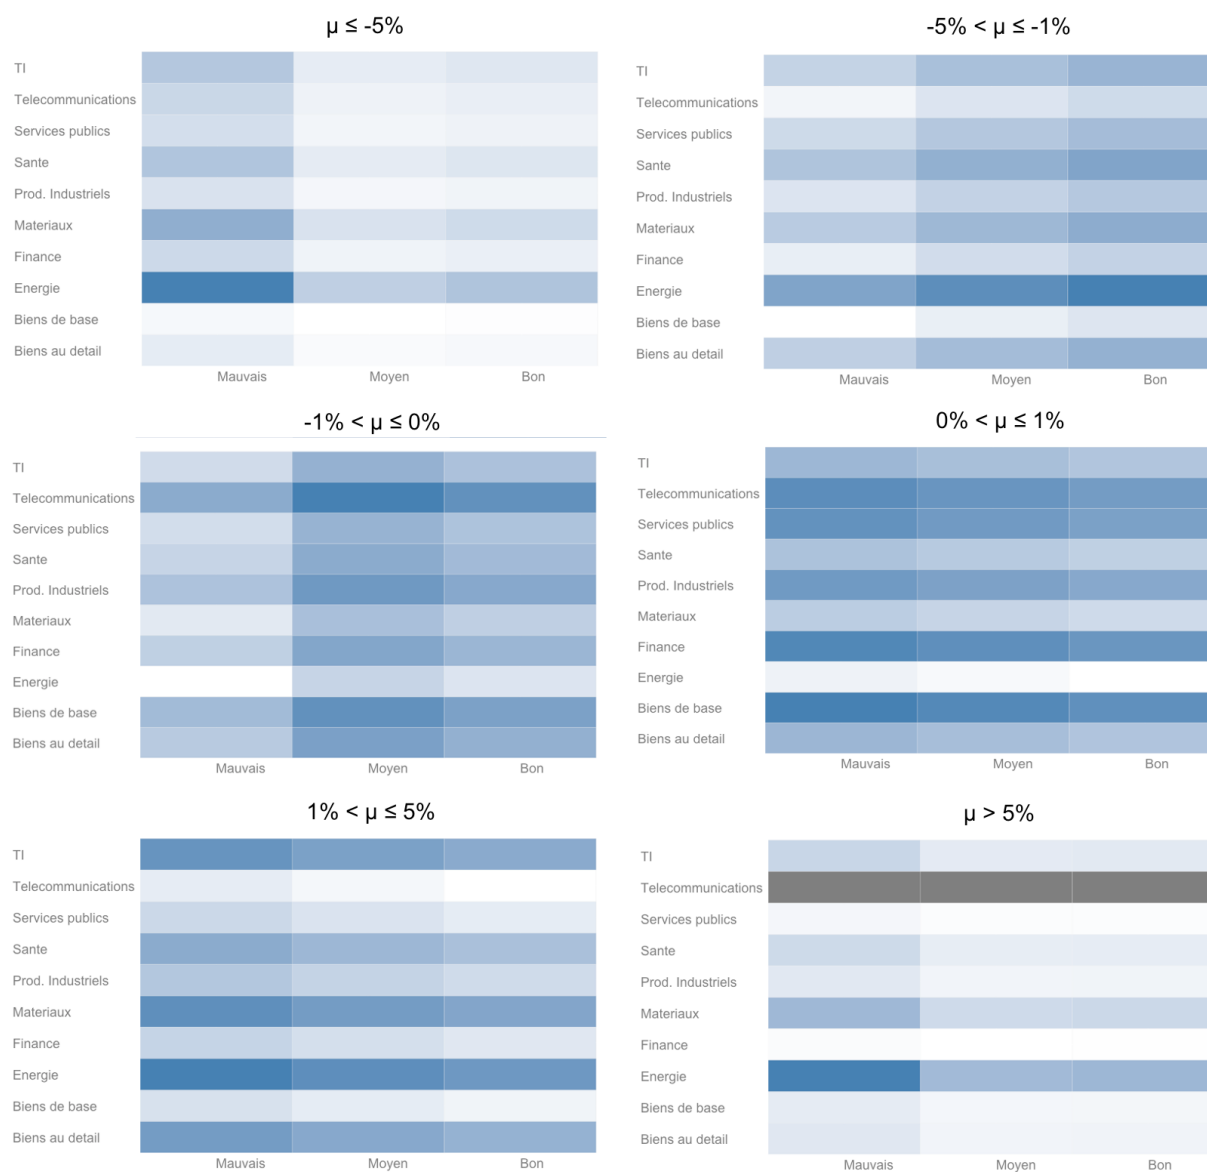 μ ≤ -5%
TI
Telecommunications
Services publics
Sante
Prod. Industriels
Materiaux
Finance
Energie
Biens de base
Biens au detail
Mauvais Moyen Bon
-5% < μ ≤ -1%
TI
Telecommunications
Services publics
Sante
Prod. Industriels
Materiaux
Finance
Energie
Biens de base
Biens au detail
Mauvais Moyen Bon
-1% < μ ≤ 0%
TI
Telecommunications
Services publics
Sante
Prod. Industriels
Materiaux
Finance
Energie
Biens de base
Biens au detail
Mauvais Moyen Bon
0% < μ ≤ 1%
TI
Telecommunications
Services publics
Sante
Prod. Industriels
Materiaux
Finance
Energie
Biens de base
Biens au detail
Mauvais Moyen Bon
1% < μ ≤ 5%
TI
Telecommunications
Services publics
Sante
Prod. Industriels
Materiaux
Finance
Energie
Biens de base
Biens au detail
Mauvais Moyen Bon
μ > 5%
TI
Telecommunications
Services publics
Sante
Prod. Industriels
Materiaux
Finance
Energie
Biens de base
Biens au detail
Mauvais Moyen Bon